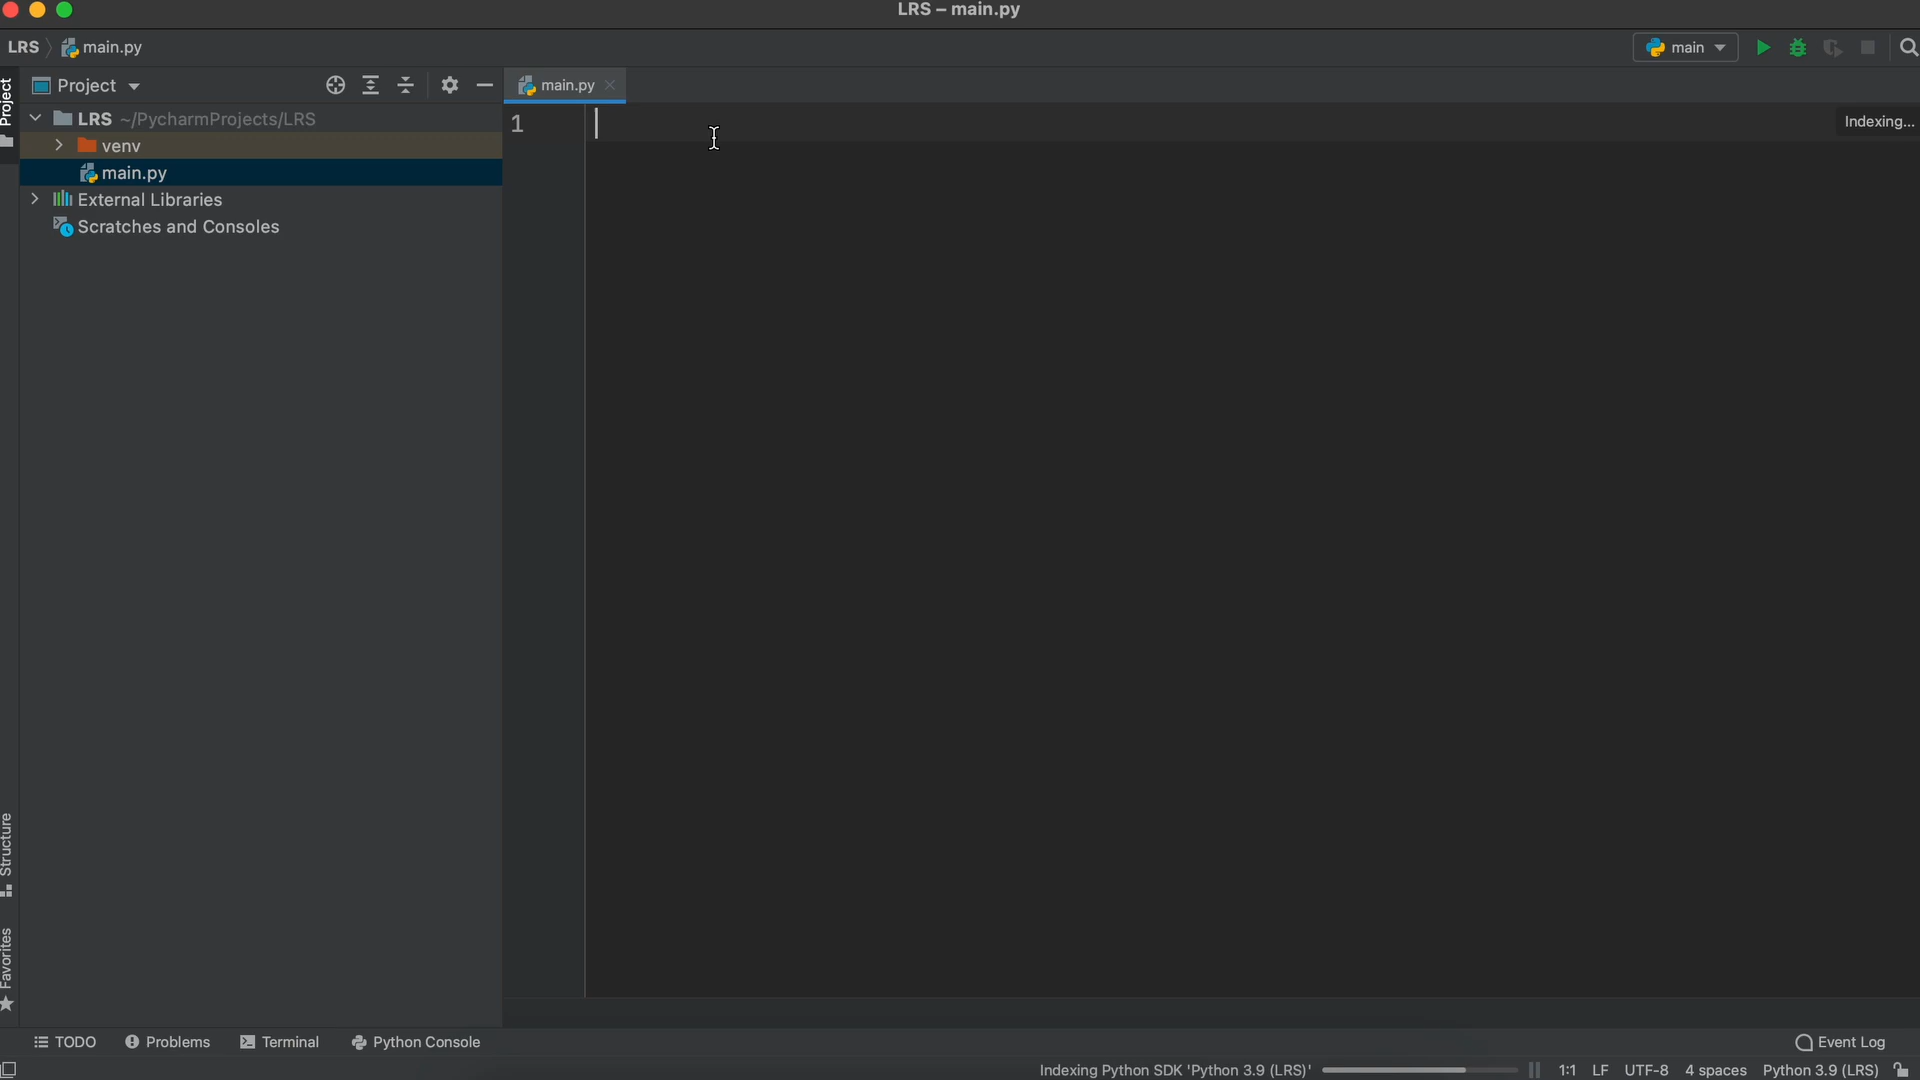 LRS – main.py
LRS main.py
main
Project
Project
main.py
LRS ~/PycharmProjects/LRS
1
Indexing...
venv
main.py
External Libraries
Scratches and Consoles
Structure
Favorites
TODO
Problems
Terminal
Python Console
Event Log
Indexing Python SDK 'Python 3.9 (LRS)'
1:1
LF
UTF-8
4 spaces
Python 3.9 (LRS)